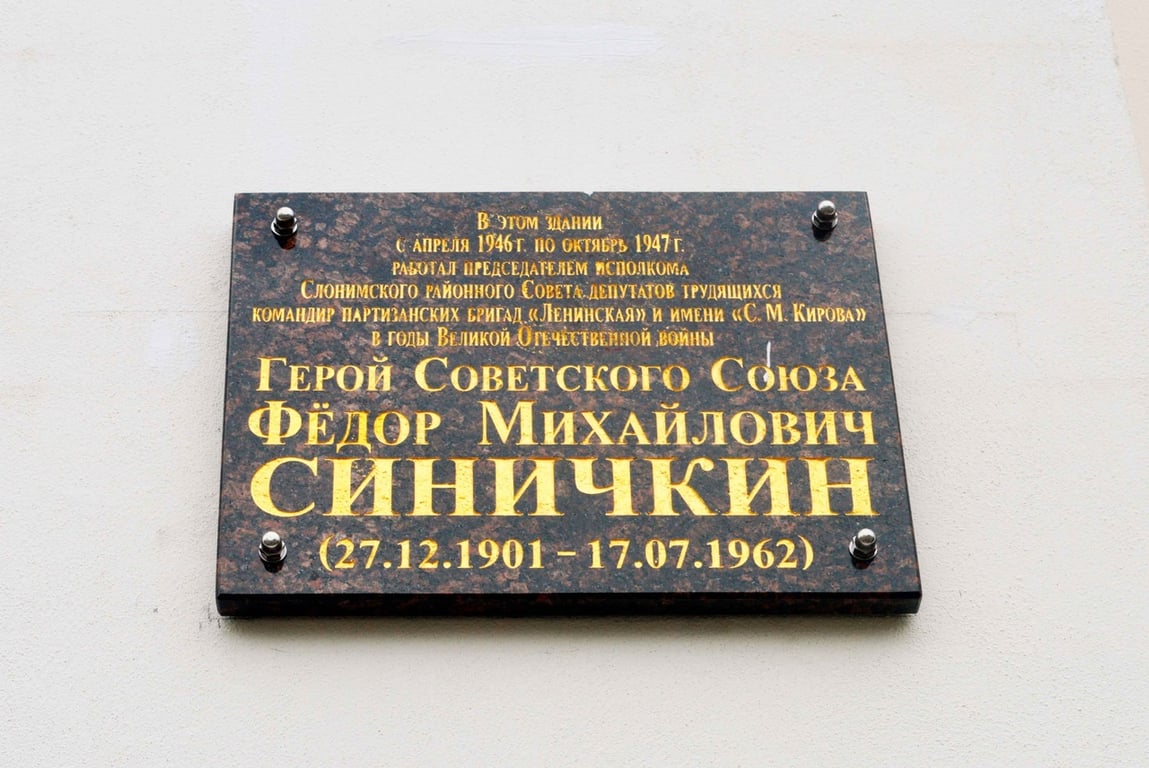 В этом здании
с апреля 1946 г. по октябрь 1947 г.
работал председателем исполкома
Слонимского районного Совета депутатов трудящихся
командир партизанских бригад «Ленинская» и имени «С. М. Кирова»
в годы Великой Отечественной войны
Герой Советского Союза
Фёдор Михайлович
СИНИЧКИН
(27.12.1901 – 17.07.1962)